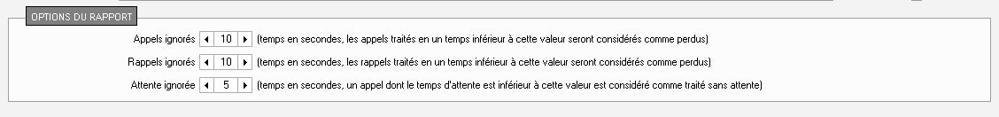 OPTIONS DU RAPPORT
Appels ignorés 10 (temps en secondes, les appels traités en un temps inférieur à cette valeur seront considérés comme perdus)
Rappels ignorés 10 (temps en secondes, les rappels traités en un temps inférieur à cette valeur seront considérés comme perdus)
Attente ignorée 5 (temps en secondes, un appel dont le temps d'attente est inférieur à cette valeur est considéré comme traité sans attente)